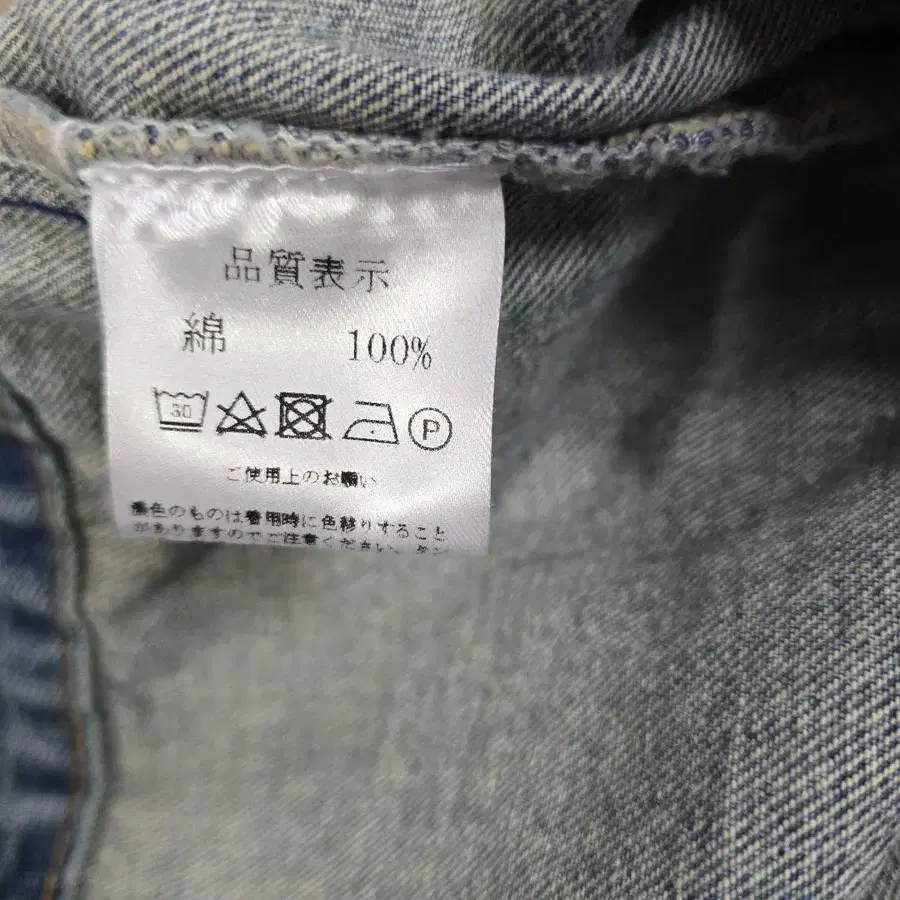 品質表示
綿 100%
30 P
ご使用上のお願い
濃色のものは着用時に色移りすること
がありますのでご注意ください。タン